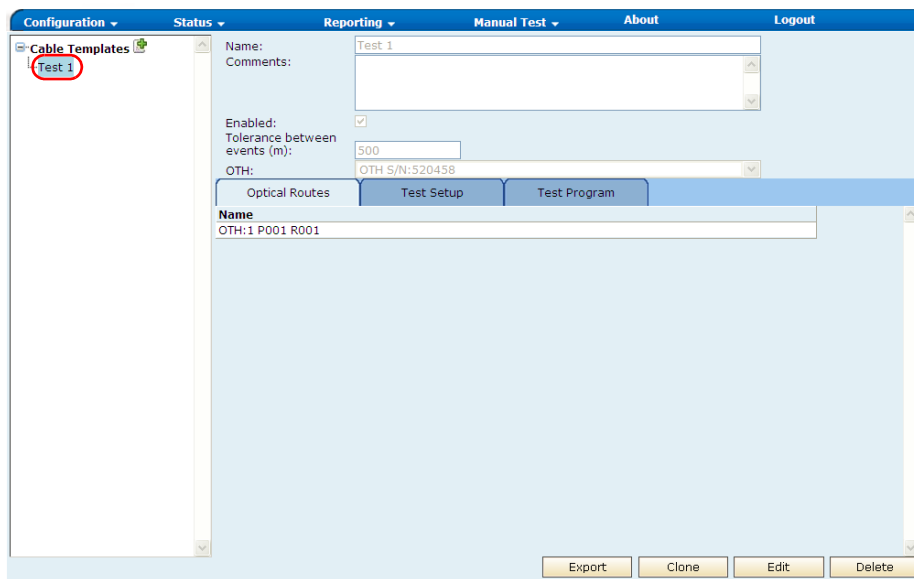 Configuration Status Reporting Manual Test About Logout
Cable Templates
Test 1
Name: Test 1
Comments:
Enabled:
Tolerance between
events (m): 500
OTH: OTH S/N:520458
Optical Routes Test Setup Test Program
Name
OTH:1 P001 R001
Export Clone Edit Delete